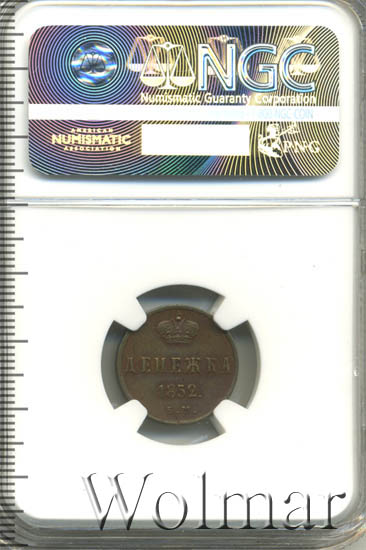 NGC
Numismatic Guaranty Corporation
AMERICAN
NUMISMATIC
ASSOCIATION
PNG
ДЕНЕЖКА
1852.
Е.М.
Wolmar